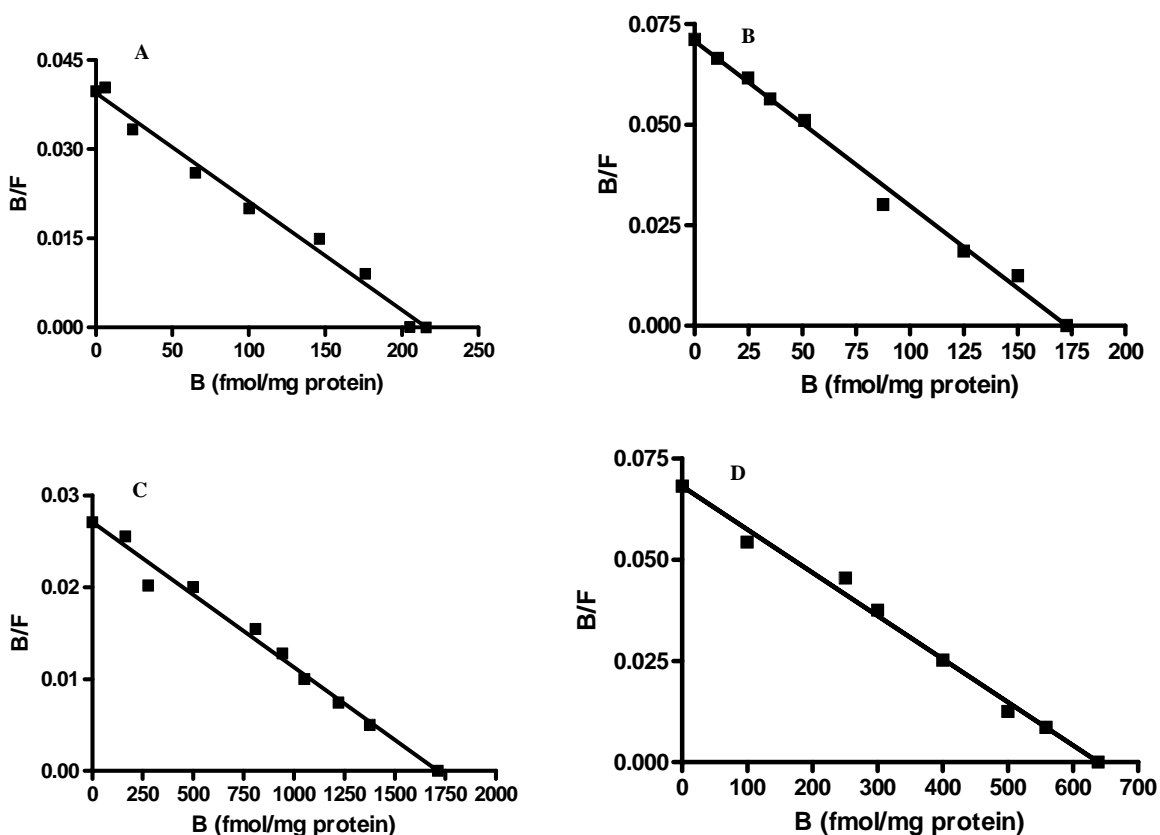 A
B/F
0.045
0.030
0.015
0.000
0 50 100 150 200 250
B (fmol/mg protein)
B
B/F
0.075
0.050
0.025
0.000
0 25 50 75 100 125 150 175 200
B (fmol/mg protein)
C
B/F
0.03
0.02
0.01
0.00
0 250 500 750 1000 1250 1500 1750 2000
B (fmol/mg protein)
D
B/F
0.075
0.050
0.025
0.000
0 100 200 300 400 500 600 700
B (fmol/mg protein)